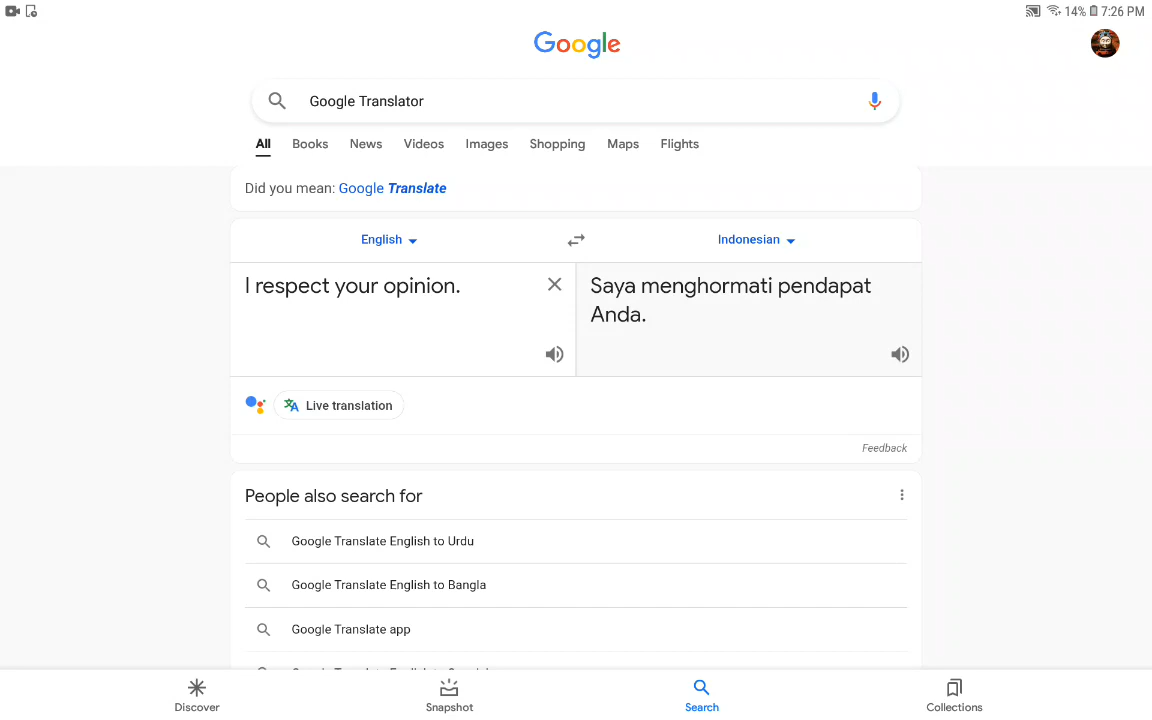 14% 7:26 PM
Google
Google Translator
All Books News Videos Images Shopping Maps Flights
Did you mean: Google Translate
English Indonesian
I respect your opinion.
Saya menghormati pendapat
Anda.
Live translation
Feedback
People also search for
Google Translate English to Urdu
Google Translate English to Bangla
Google Translate app
Discover Snapshot Search Collections